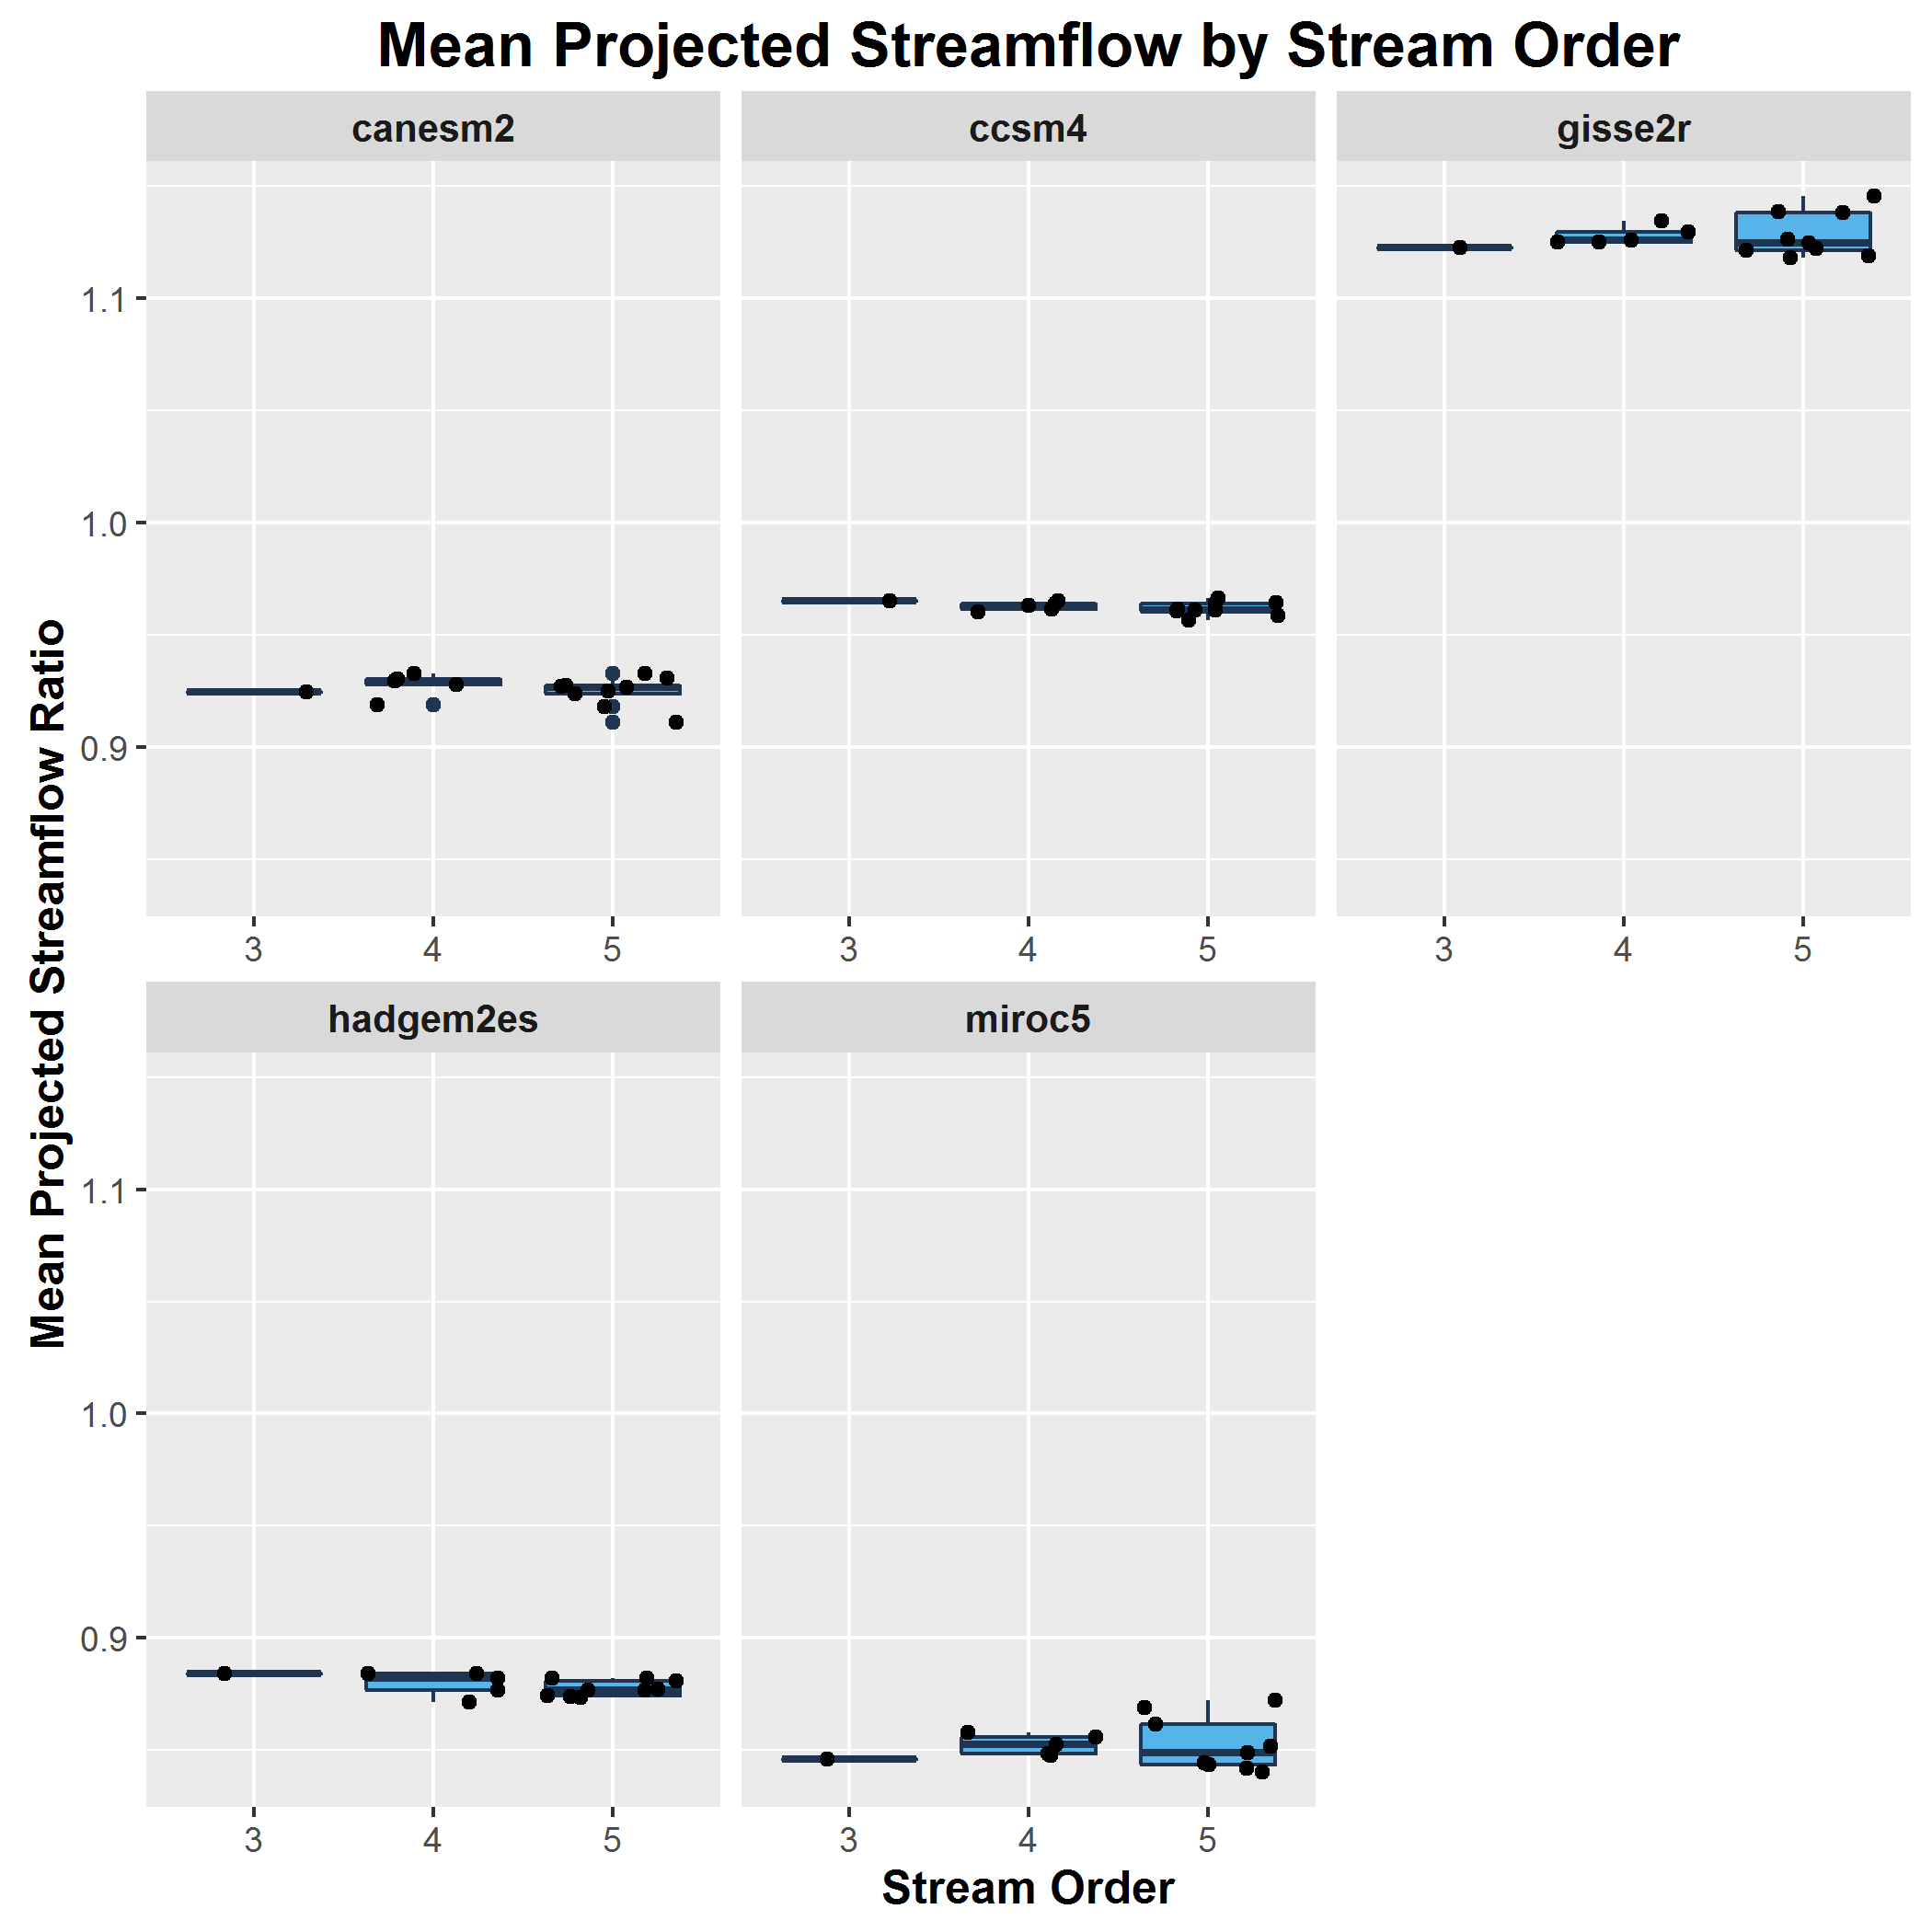 Mean Projected Streamflow by Stream Order
canesm2
ccsm4
gisse2r
Mean Projected Streamflow Ratio
1.1
1.0
0.9
3 4 5
3 4 5
3 4 5
hadgem2es
miroc5
1.1
1.0
0.9
3 4 5
3 4 5
Stream Order